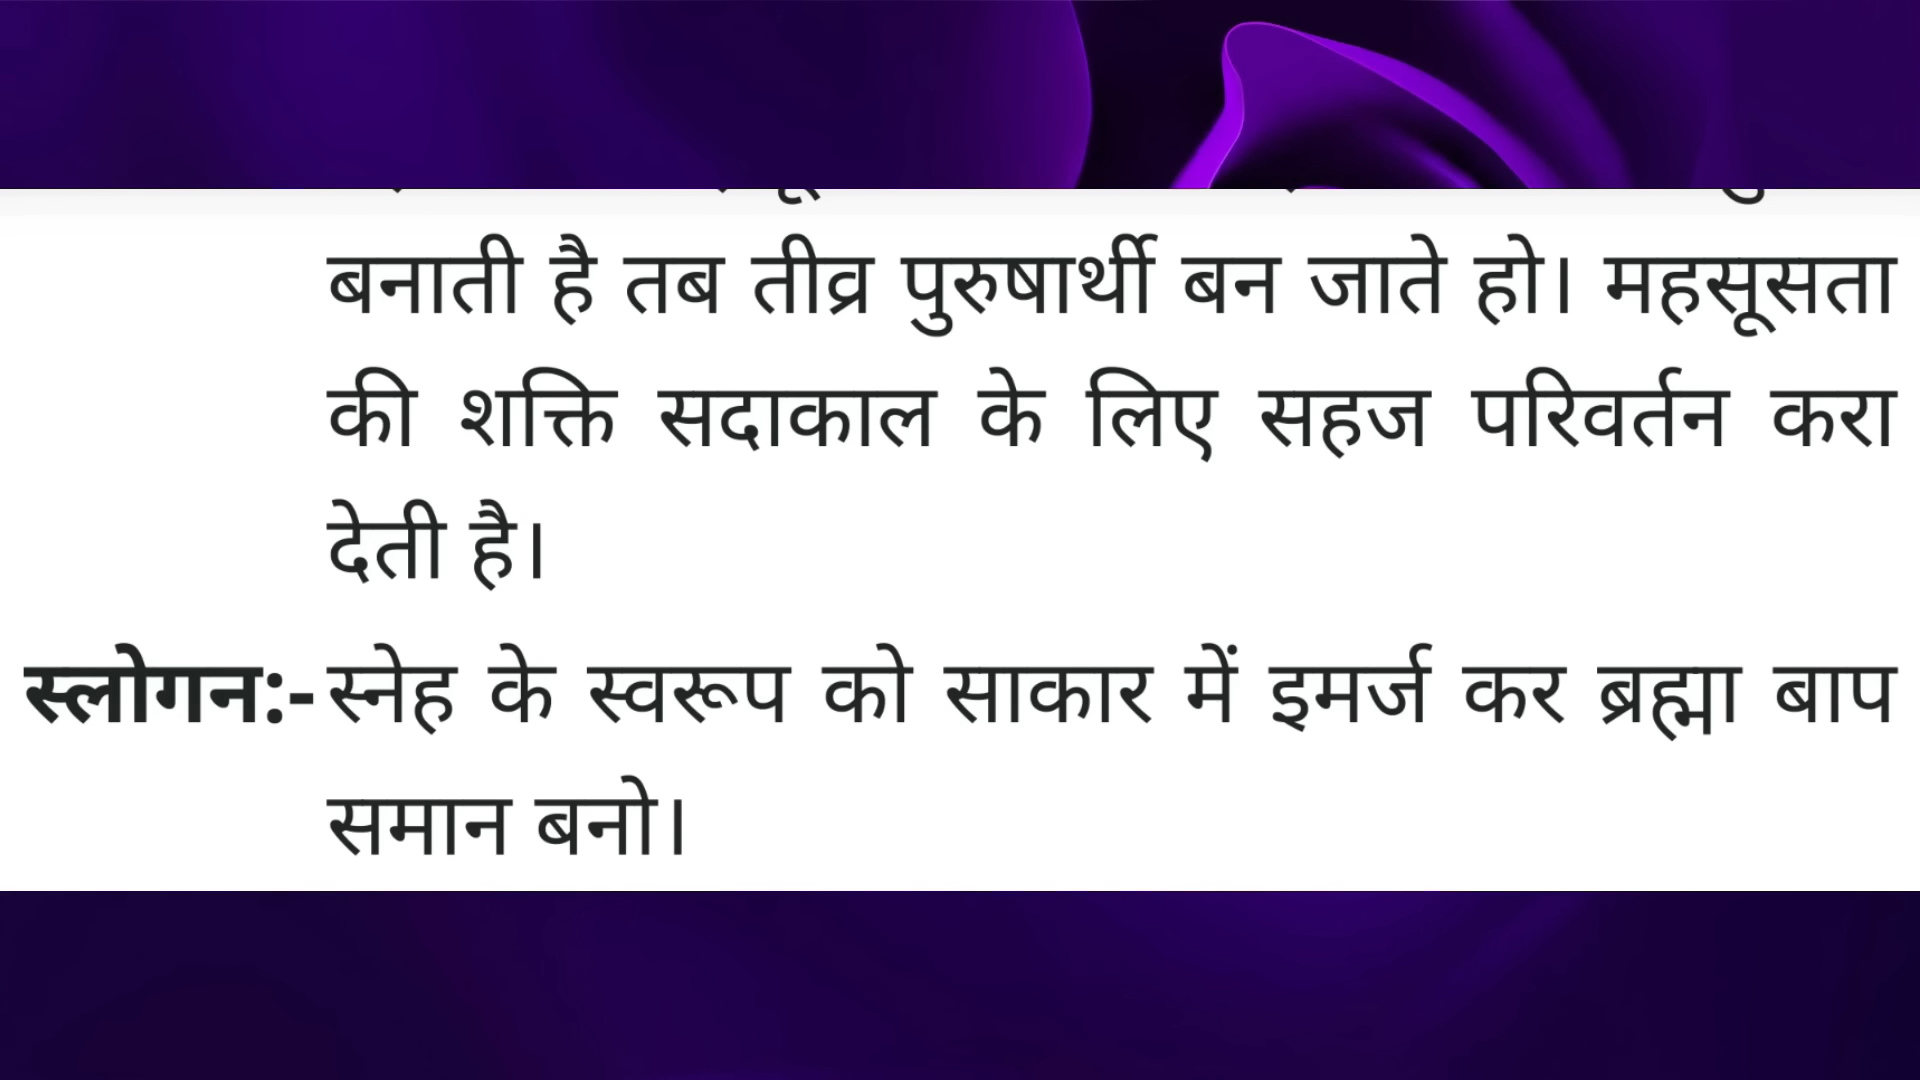 बनाती है तब तीव्र पुरुषार्थी बन जाते हो। महसूसता
की शक्ति सदाकाल के लिए सहज परिवर्तन करा
देती है।
स्लोगन:- स्नेह के स्वरूप को साकार में इमर्ज कर ब्रह्मा बाप
समान बनो।